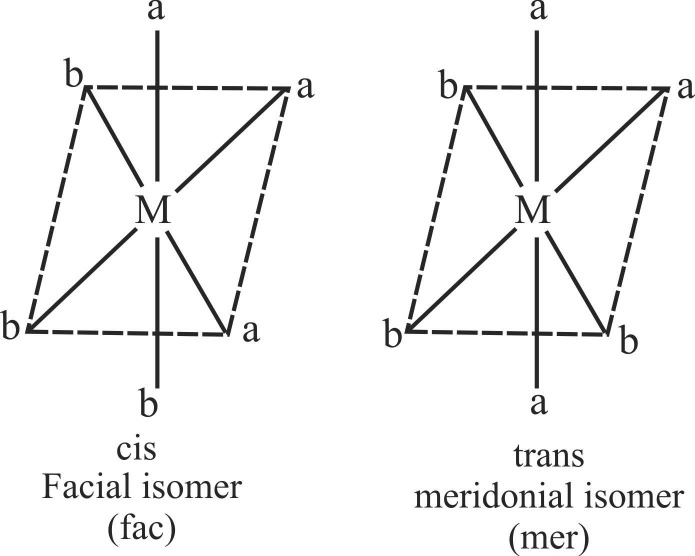 a
b
a
M
b
a
b
cis
Facial isomer
(fac)
a
b
a
M
b
b
a
trans
meridonial isomer
(mer)